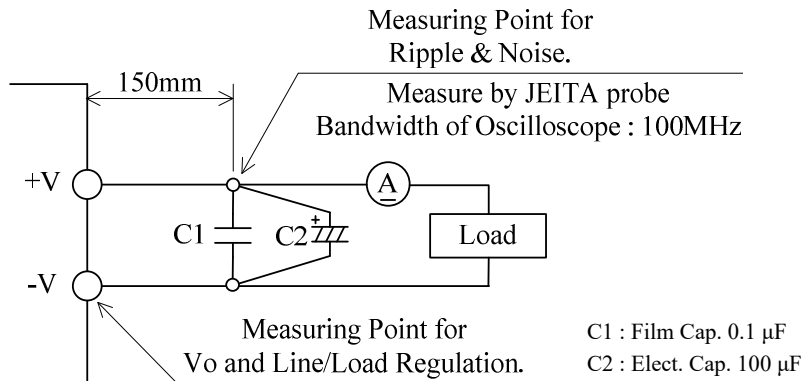 Measuring Point for
Ripple & Noise.
150mm
Measure by JEITA probe
Bandwidth of Oscilloscope : 100MHz
+V
A
C1
+
C2
Load
-V
Measuring Point for
Vo and Line/Load Regulation.
C1 : Film Cap. 0.1 μF
C2 : Elect. Cap. 100 μF